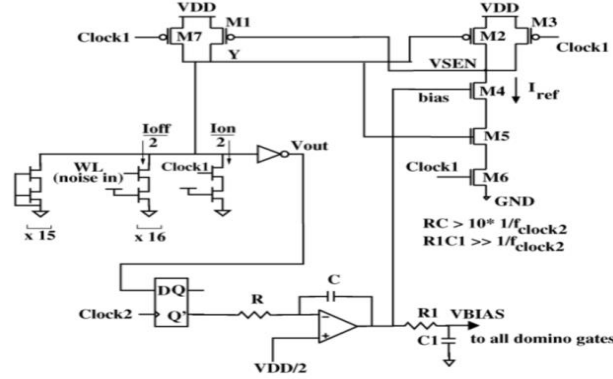 VDD
VDD
M1
M3
Clock1
M7
M2
Clock1
Y
VSEN
M4
I ref
bias
Ioff
2
Ion
2
M5
Vout
WL
(noise in)
Clock1
Clock1
M6
GND
x 15
x 16
RC > 10* 1/fclock2
R1C1 >> 1/fclock2
C
DQ
R
R1
VBIAS
Clock2
Q'
−
+
C1
to all domino gates
VDD/2